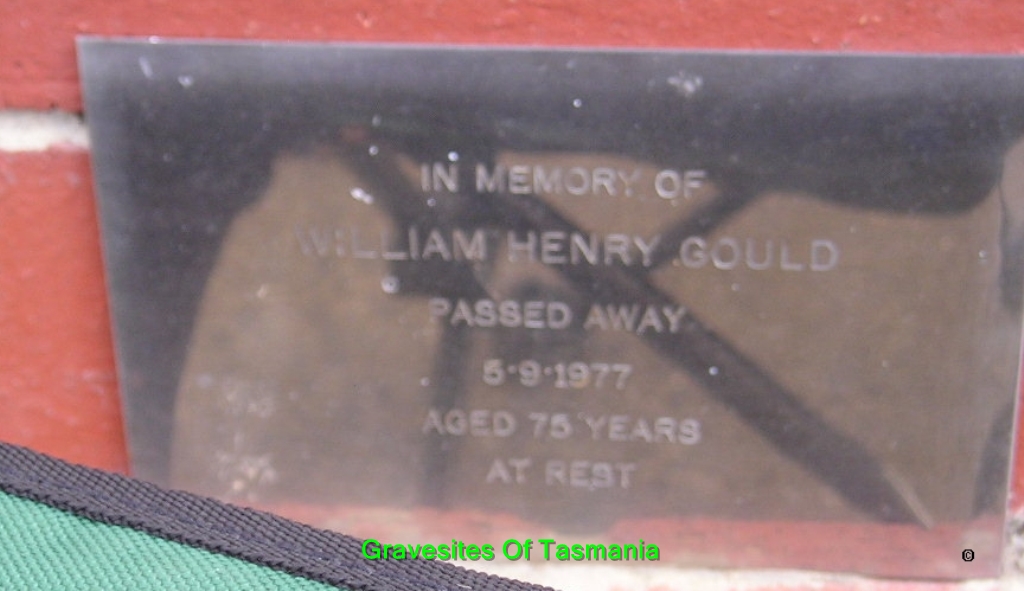 IN MEMORY OF
WILLIAM HENRY GOULD
PASSED AWAY
5·9·1977
AGED 75 YEARS
AT REST
Gravesites Of Tasmania ©